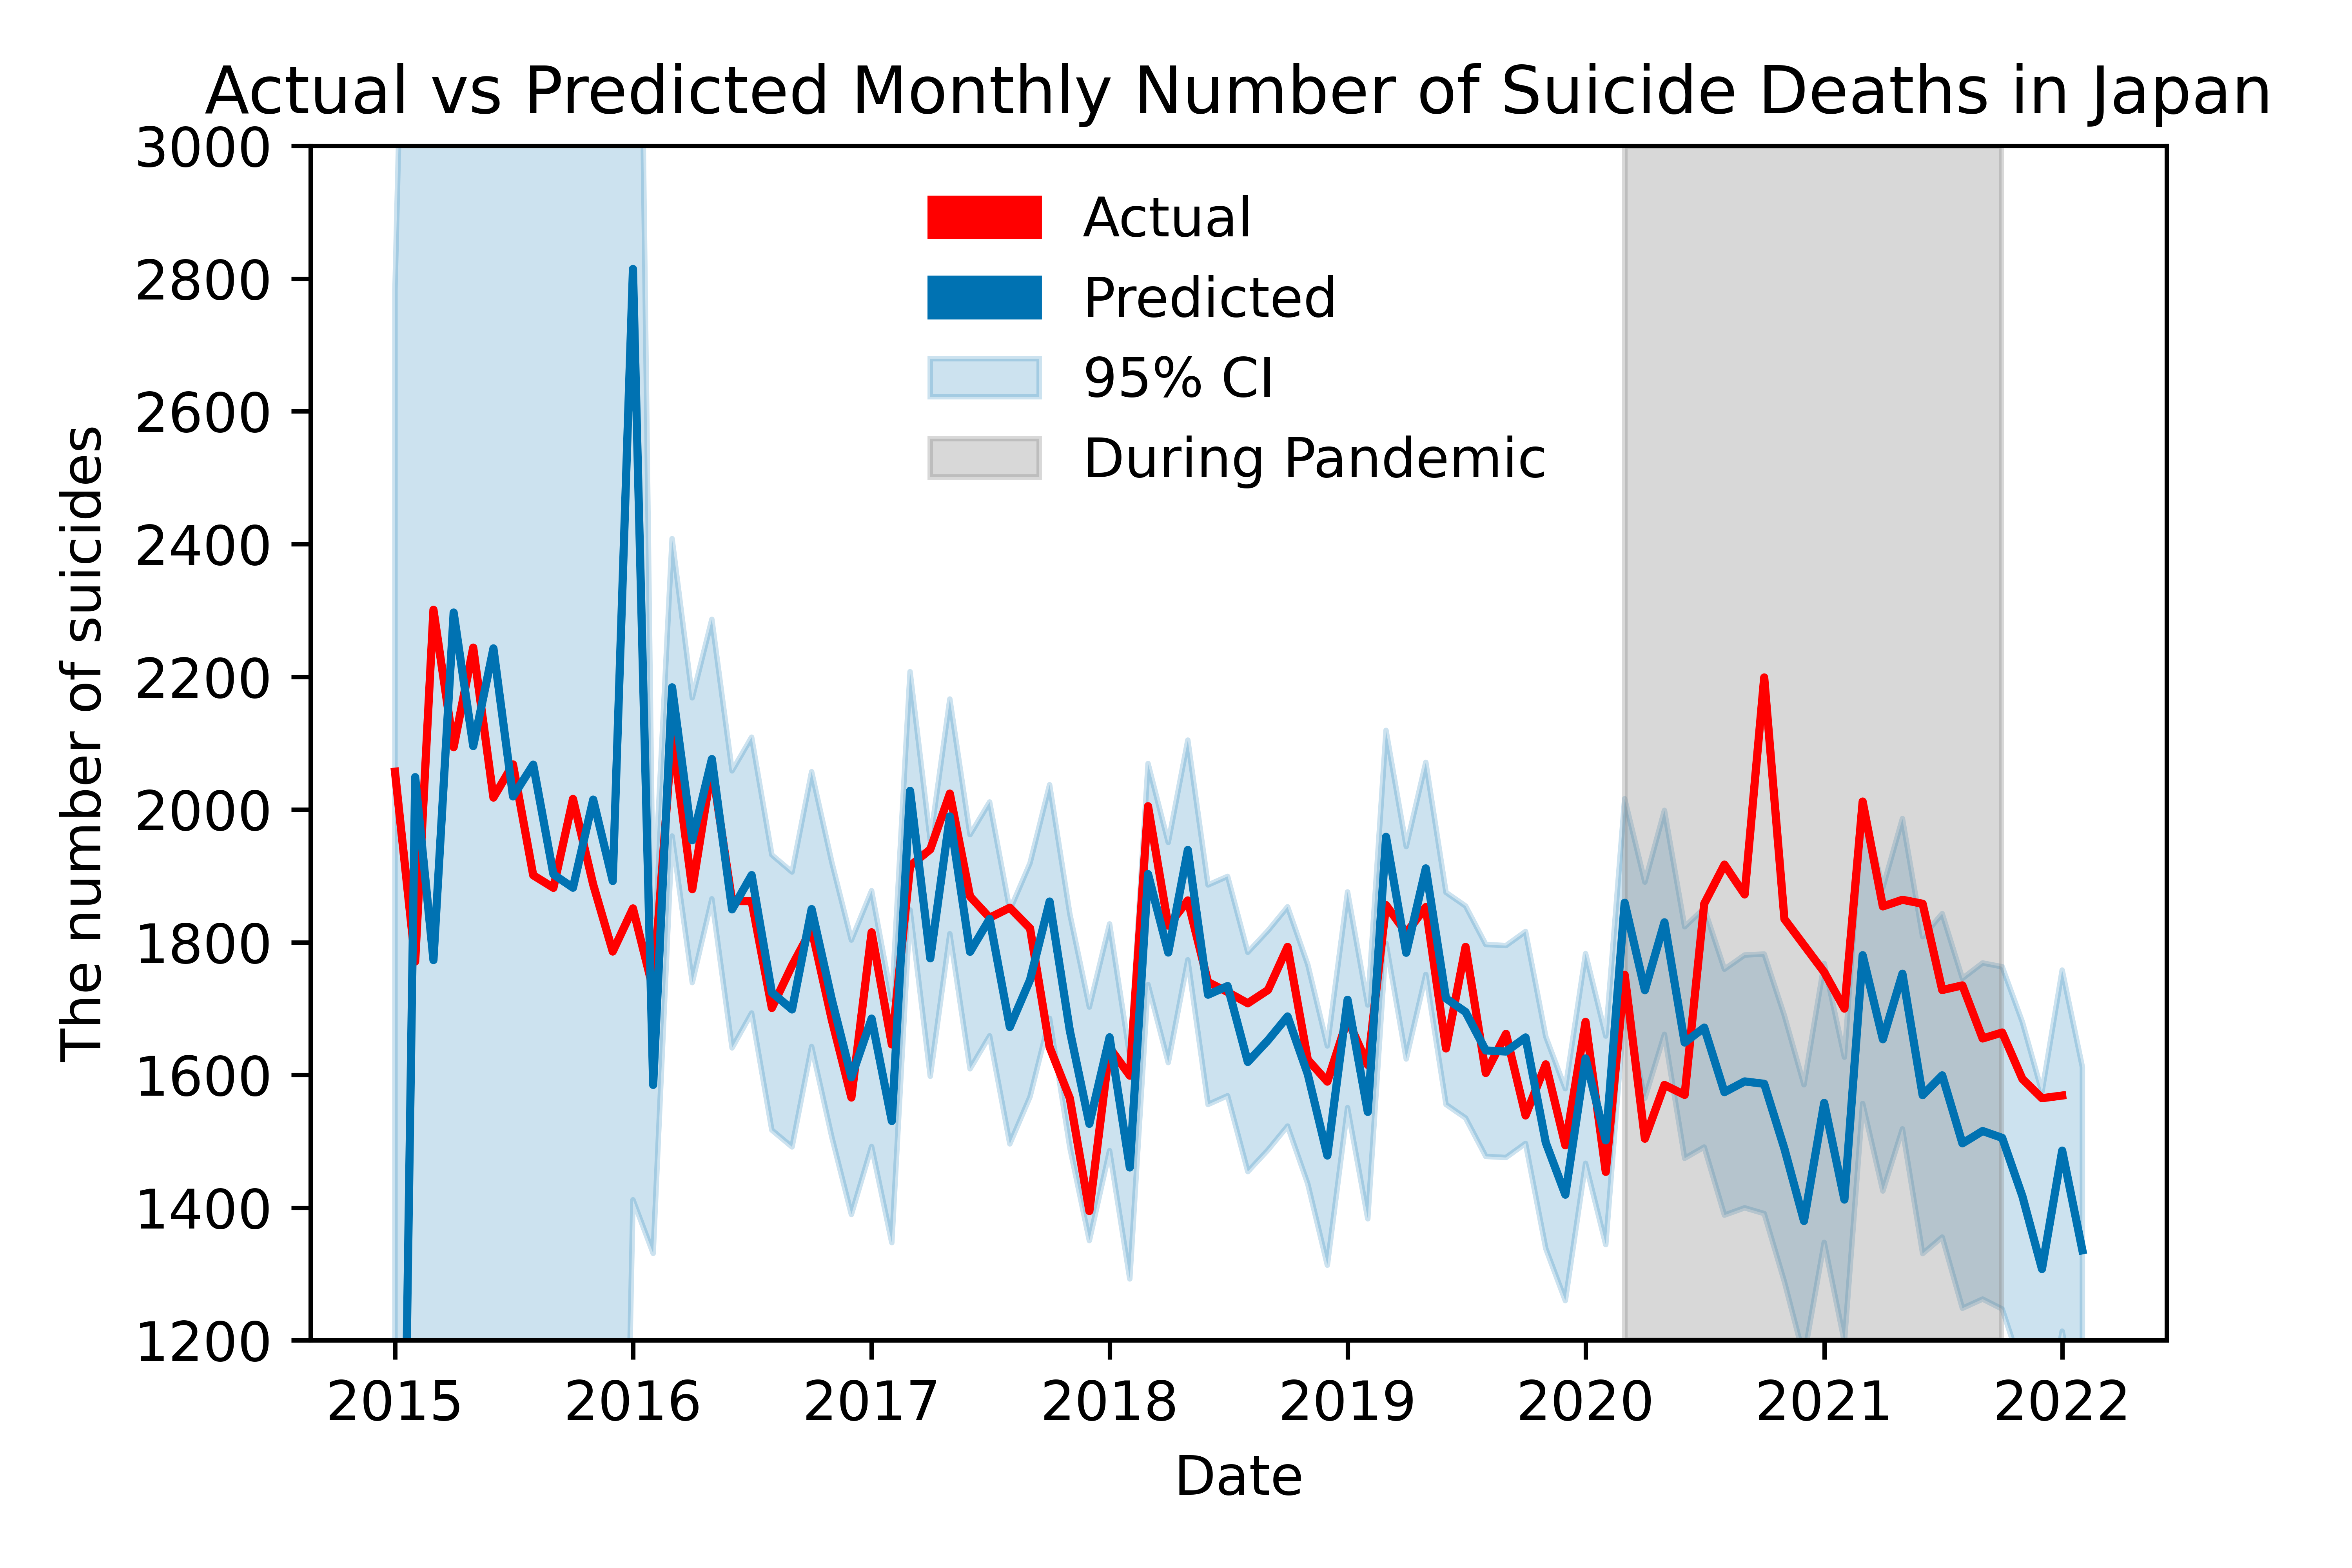 Actual vs Predicted Monthly Number of Suicide Deaths in Japan
3000
2800
2600
2400
2200
2000
1800
1600
1400
1200
The number of suicides
Actual
Predicted
95% CI
During Pandemic
2015 2016 2017 2018 2019 2020 2021 2022
Date